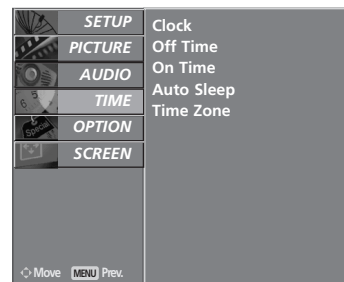 SETUP
PICTURE
AUDIO
TIME
OPTION
SCREEN
Clock
Off Time
On Time
Auto Sleep
Time Zone
Move MENU Prev.